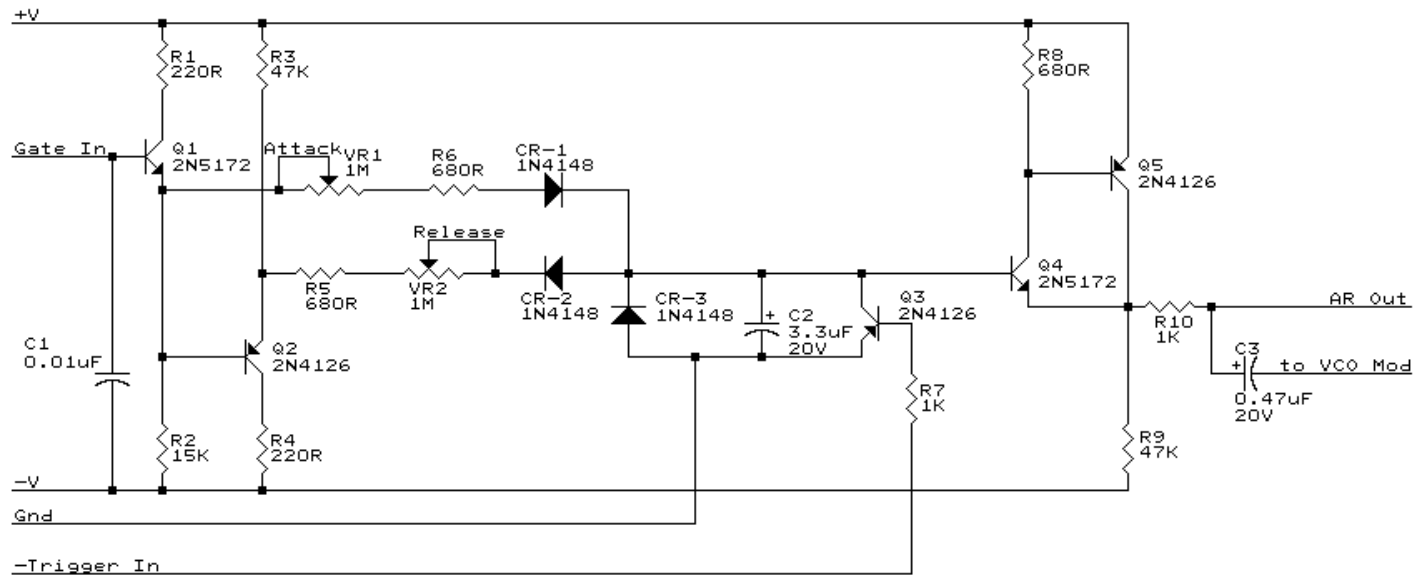 +V
R1
220R
R3
47K
R8
680R
Gate In
Q1
2N5172
Attack
VR1
1M
R6
680R
CR-1
1N4148
Q5
2N4126
Release
R5
680R
VR2
1M
CR-2
1N4148
CR-3
1N4148
+
C2
3.3uF
20V
Q3
2N4126
Q4
2N5172
AR Out
R10
1K
C1
0.01uF
Q2
2N4126
R7
1K
+
C3
to VCO Mod
0.47uF
20V
R2
15K
R4
220R
R9
47K
-V
Gnd
-Trigger In